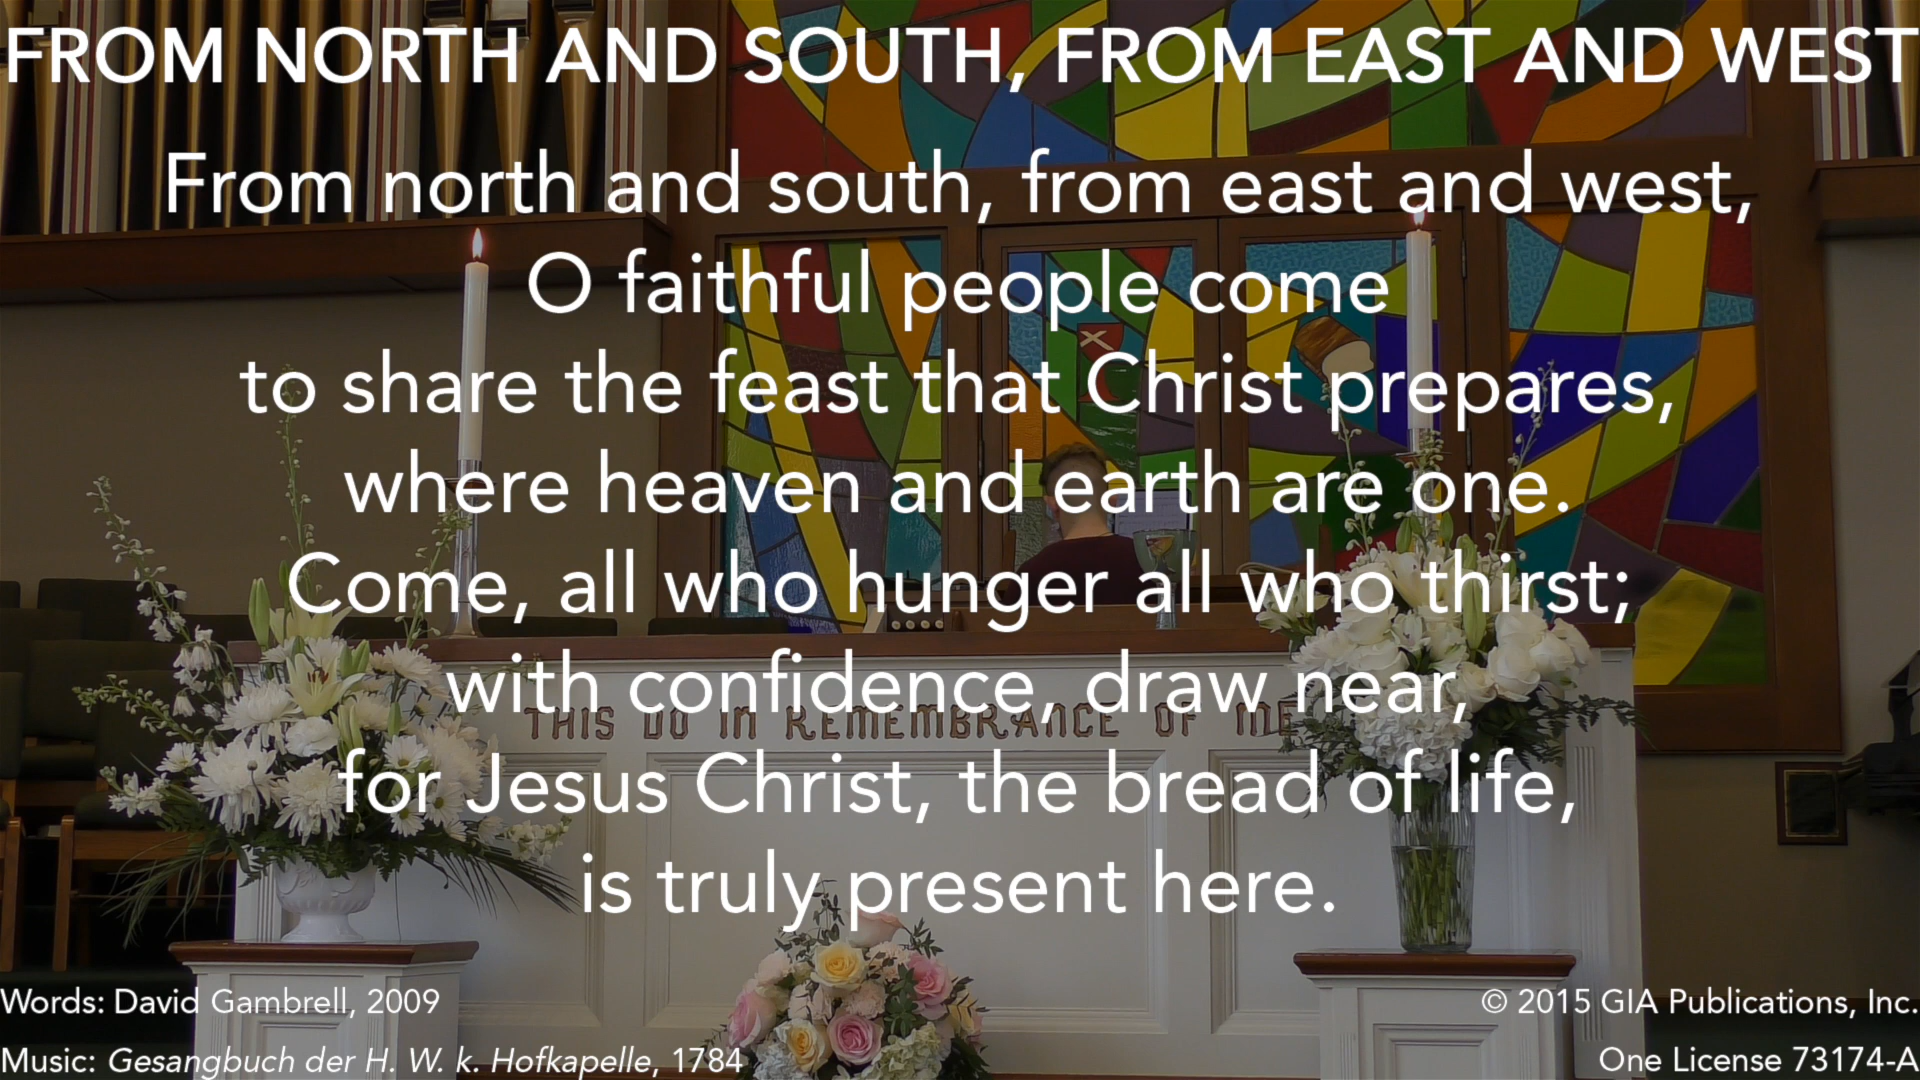 FROM NORTH AND SOUTH, FROM EAST AND WEST
From north and south, from east and west,
O faithful people come
to share the feast that Christ prepares,
where heaven and earth are one.
Come, all who hunger all who thirst;
with confidence, draw near,
THIS DO IN REMEMBRANCE OF ME
for Jesus Christ, the bread of life,
is truly present here.
Words: David Gambrell, 2009
© 2015 GIA Publications, Inc.
Music: Gesangbuch der H. W. k. Hofkapelle, 1784
One License 73174-A